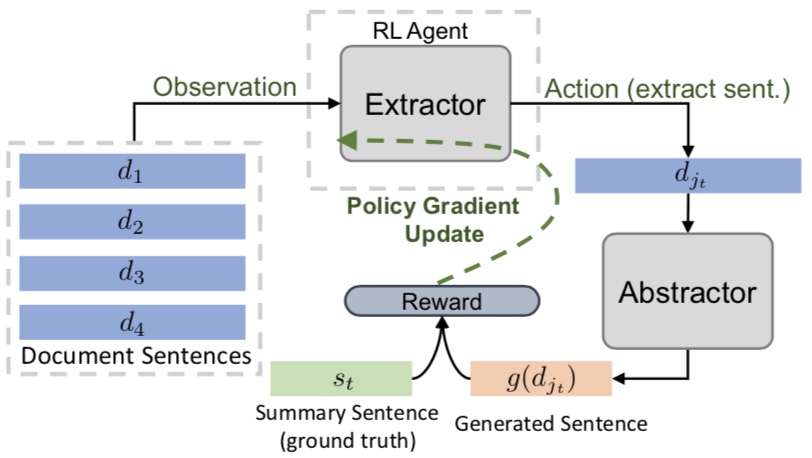 RL Agent
Observation
Extractor
Action (extract sent.)
d_1
d_2
d_3
d_4
Document Sentences
Policy Gradient
Update
d_{j_t}
Abstractor
Reward
s_t
g(d_{j_t})
Summary Sentence
(ground truth)
Generated Sentence